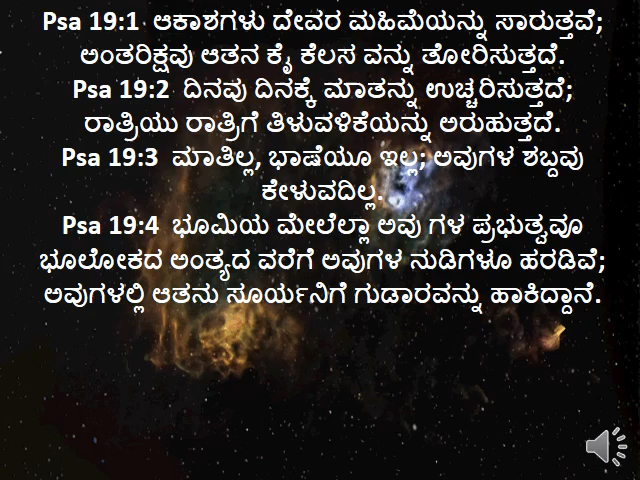 Psa 19:1  ಆಕಾಶಗಳು ದೇವರ ಮಹಿಮೆಯನ್ನು ಸಾರುತ್ತವೆ;
ಅಂತರಿಕ್ಷವು ಆತನ ಕೈ ಕೆಲಸ ವನ್ನು ತೋರಿಸುತ್ತದೆ.
Psa 19:2  ದಿನವು ದಿನಕ್ಕೆ ಮಾತನ್ನು ಉಚ್ಚರಿಸುತ್ತದೆ;
ರಾತ್ರಿಯು ರಾತ್ರಿಗೆ ತಿಳುವಳಿಕೆಯನ್ನು ಅರುಹುತ್ತದೆ.
Psa 19:3  ಮಾತಿಲ್ಲ, ಭಾಷೆಯೂ ಇಲ್ಲ; ಅವುಗಳ ಶಬ್ದವು
ಕೇಳುವದಿಲ್ಲ.
Psa 19:4  ಭೂಮಿಯ ಮೇಲೆಲ್ಲಾ ಅವು ಗಳ ಪ್ರಭುತ್ವವೂ
ಭೂಲೋಕದ ಅಂತ್ಯದ ವರೆಗೆ ಅವುಗಳ ನುಡಿಗಳೂ ಹರಡಿವೆ;
ಅವುಗಳಲ್ಲಿ ಆತನು ಸೂರ್ಯನಿಗೆ ಗುಡಾರವನ್ನು ಹಾಕಿದ್ದಾನೆ.